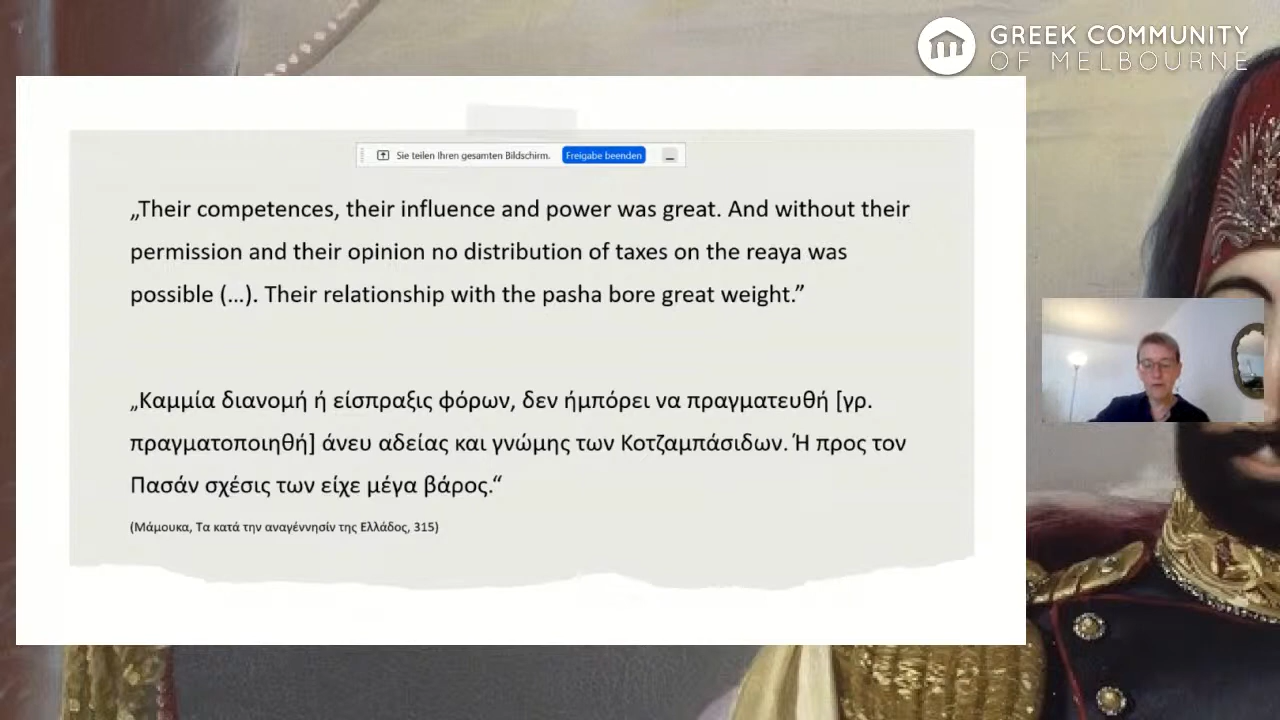 GREEK COMMUNITY
OF MELBOURNE
Sie teilen Ihren gesamten Bildschirm. Freigabe beenden
„Their competences, their influence and power was great. And without their
permission and their opinion no distribution of taxes on the reaya was
possible (…). Their relationship with the pasha bore great weight.”
„Καμμία διανομή ή είσπραξις φόρων, δεν ήμπόρει να πραγματευθή [γρ.
πραγματοποιηθή] άνευ αδείας και γνώμης των Κοτζαμπάσιδων. Ή προς τον
Πασάν σχέσις των είχε μέγα βάρος.“
(Μάμουκα, Τα κατά την αναγέννησίν της Ελλάδος, 315)